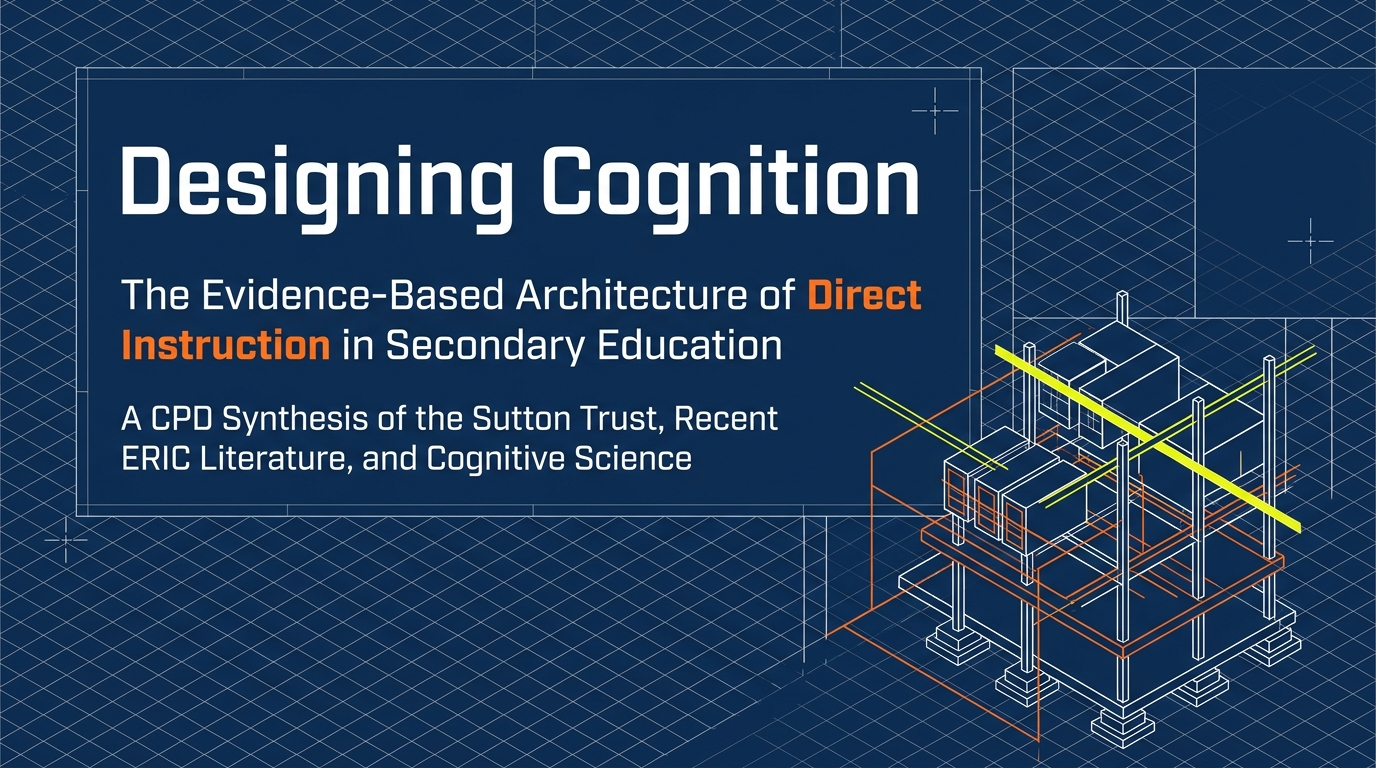 Designing Cognition
The Evidence-Based Architecture of Direct
Instruction in Secondary Education
A CPD Synthesis of the Sutton Trust, Recent
ERIC Literature, and Cognitive Science